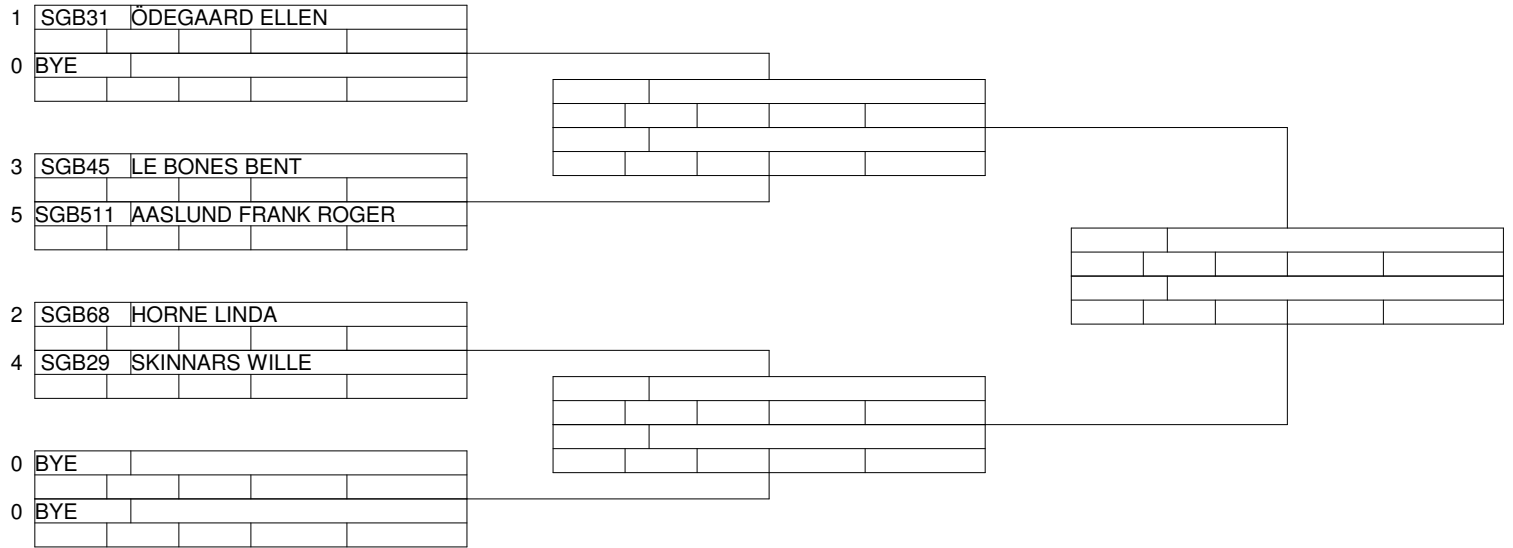 1 SGB31 ÖDEGAARD ELLEN
0 BYE
3 SGB45 LE BONES BENT
5 SGB511 AASLUND FRANK ROGER
2 SGB68 HORNE LINDA
4 SGB29 SKINNARS WILLE
0 BYE
0 BYE